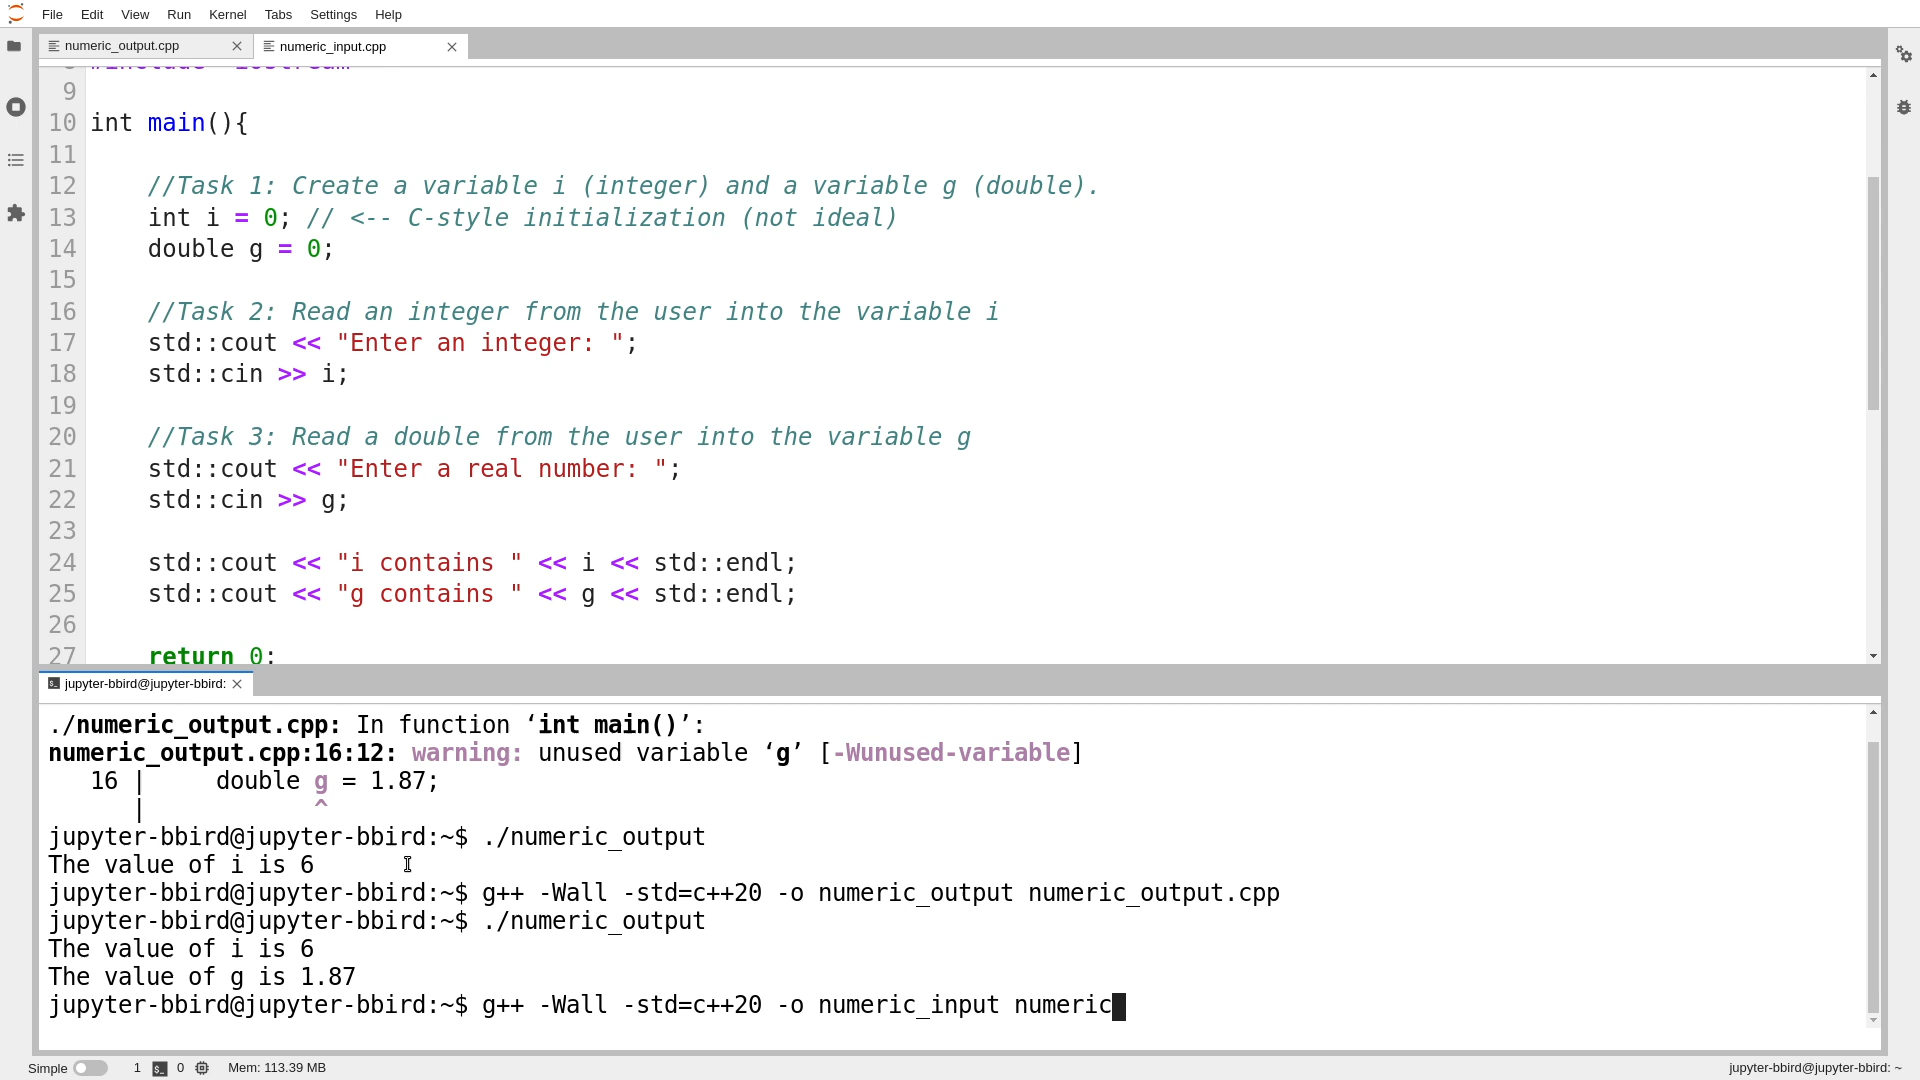 File Edit View Run Kernel Tabs Settings Help
numeric_output.cpp
numeric_input.cpp
9
10 int main(){
11
12 //Task 1: Create a variable i (integer) and a variable g (double).
13 int i = 0; // <-- C-style initialization (not ideal)
14 double g = 0;
15
16 //Task 2: Read an integer from the user into the variable i
17 std::cout << "Enter an integer: ";
18 std::cin >> i;
19
20 //Task 3: Read a double from the user into the variable g
21 std::cout << "Enter a real number: ";
22 std::cin >> g;
23
24 std::cout << "i contains " << i << std::endl;
25 std::cout << "g contains " << g << std::endl;
26
27 return 0;
jupyter-bbird@jupyter-bbird:
./numeric_output.cpp: In function ‘int main()’:
numeric_output.cpp:16:12: warning: unused variable ‘g’ [-Wunused-variable]
16 | double g = 1.87;
| ^
jupyter-bbird@jupyter-bbird:~$ ./numeric_output
The value of i is 6
jupyter-bbird@jupyter-bbird:~$ g++ -Wall -std=c++20 -o numeric_output numeric_output.cpp
jupyter-bbird@jupyter-bbird:~$ ./numeric_output
The value of i is 6
The value of g is 1.87
jupyter-bbird@jupyter-bbird:~$ g++ -Wall -std=c++20 -o numeric_input numeric
Simple 1 0 Mem: 113.39 MB jupyter-bbird@jupyter-bbird: ~